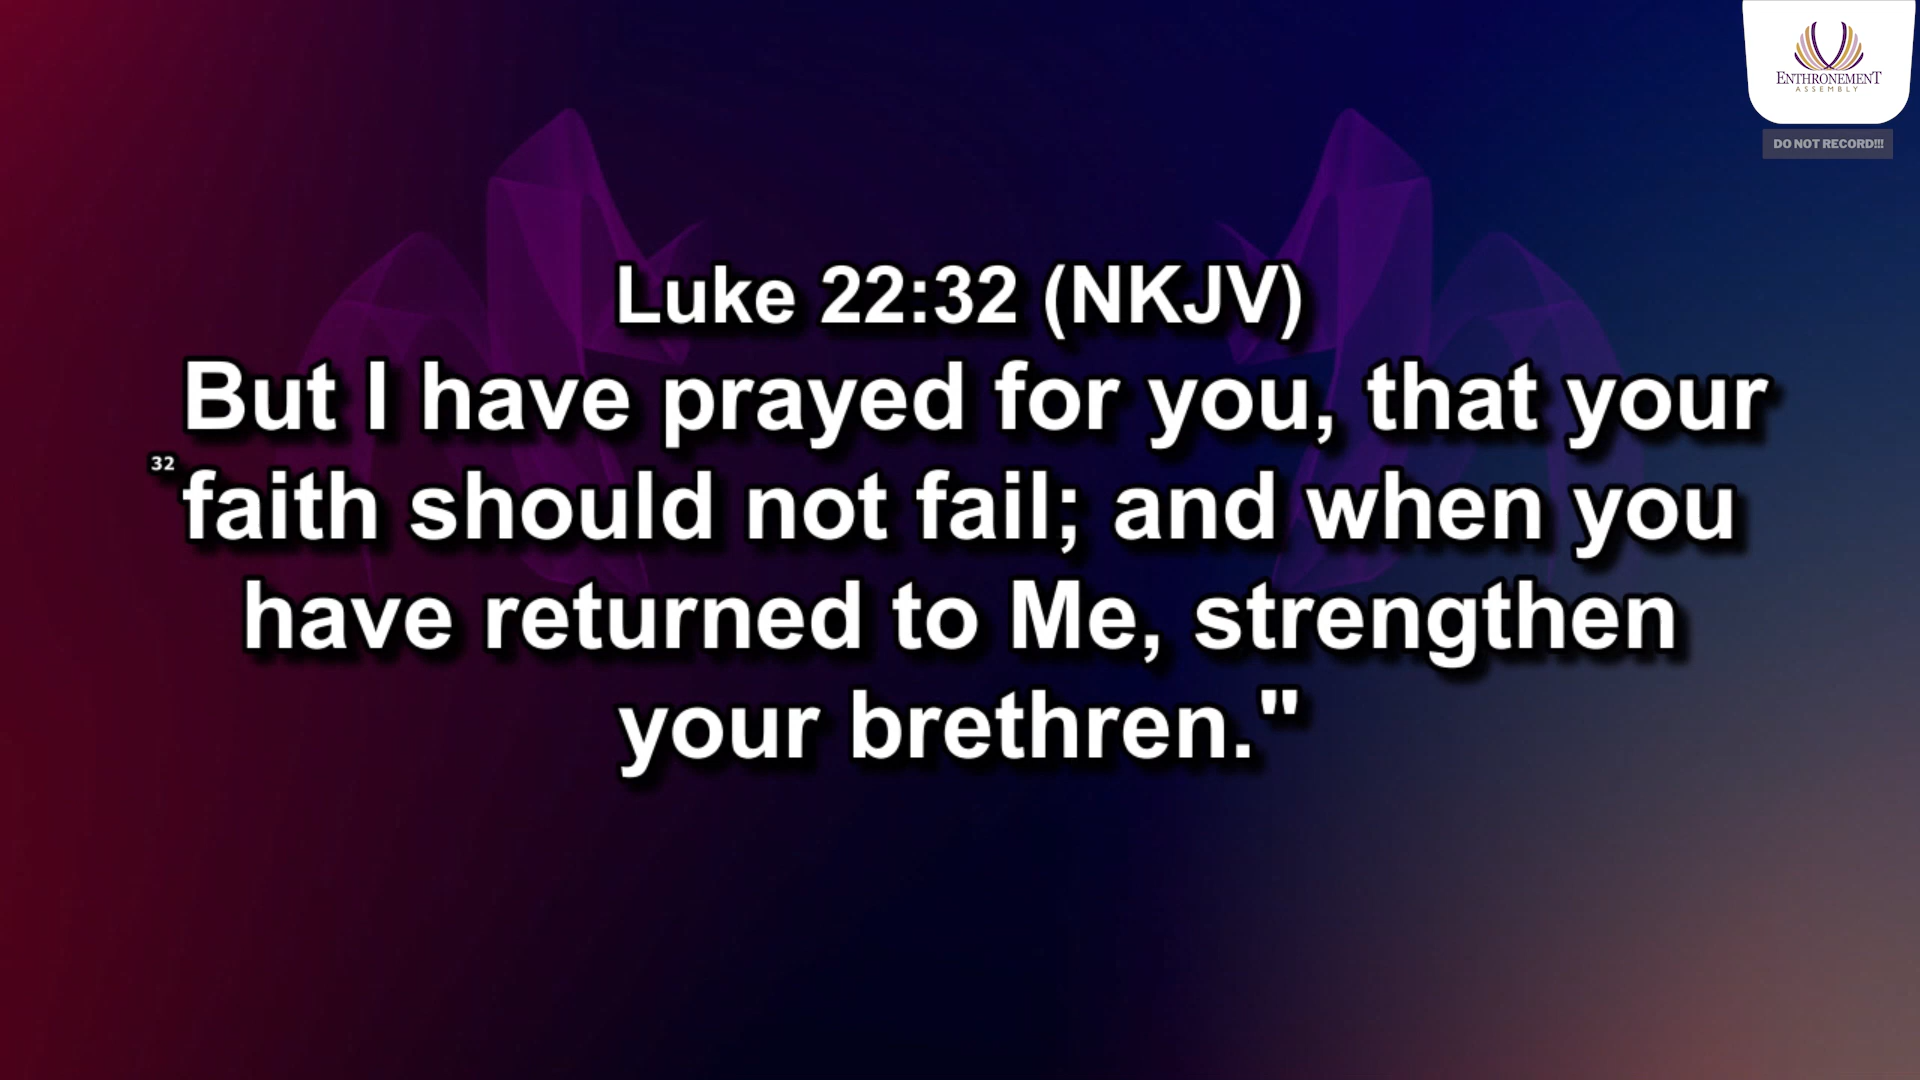 ENTHRONEMENT
ASSEMBLY
DO NOT RECORD!!!
Luke 22:32 (NKJV)
But I have prayed for you, that your
32 faith should not fail; and when you
have returned to Me, strengthen
your brethren."